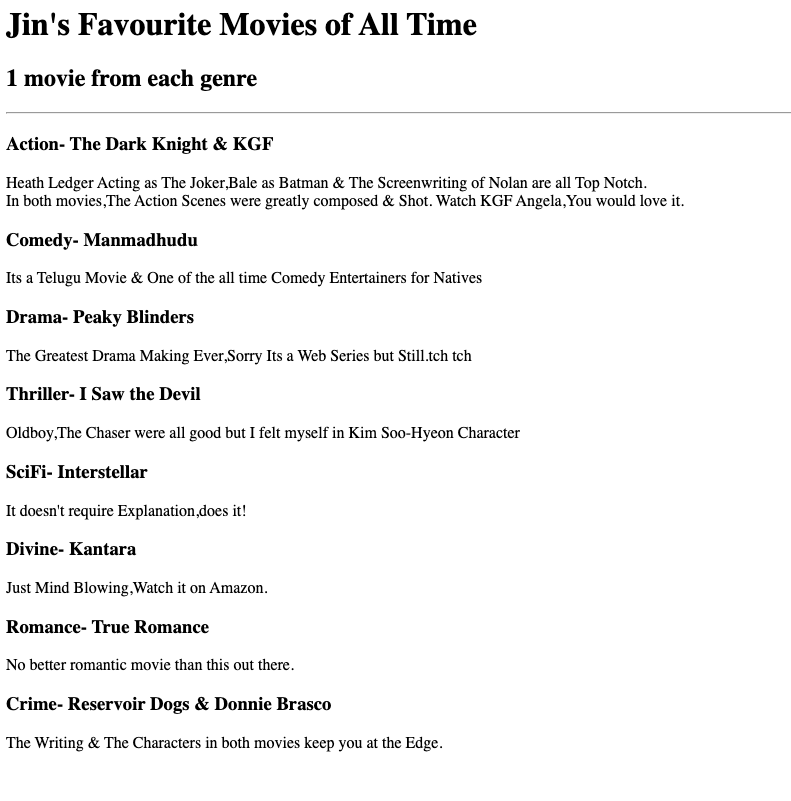 Jin's Favourite Movies of All Time
1 movie from each genre
Action- The Dark Knight & KGF
Heath Ledger Acting as The Joker,Bale as Batman & The Screenwriting of Nolan are all Top Notch.
In both movies,The Action Scenes were greatly composed & Shot. Watch KGF Angela,You would love it.
Comedy- Manmadhudu
Its a Telugu Movie & One of the all time Comedy Entertainers for Natives
Drama- Peaky Blinders
The Greatest Drama Making Ever,Sorry Its a Web Series but Still.tch tch
Thriller- I Saw the Devil
Oldboy,The Chaser were all good but I felt myself in Kim Soo-Hyeon Character
SciFi- Interstellar
It doesn't require Explanation,does it!
Divine- Kantara
Just Mind Blowing,Watch it on Amazon.
Romance- True Romance
No better romantic movie than this out there.
Crime- Reservoir Dogs & Donnie Brasco
The Writing & The Characters in both movies keep you at the Edge.